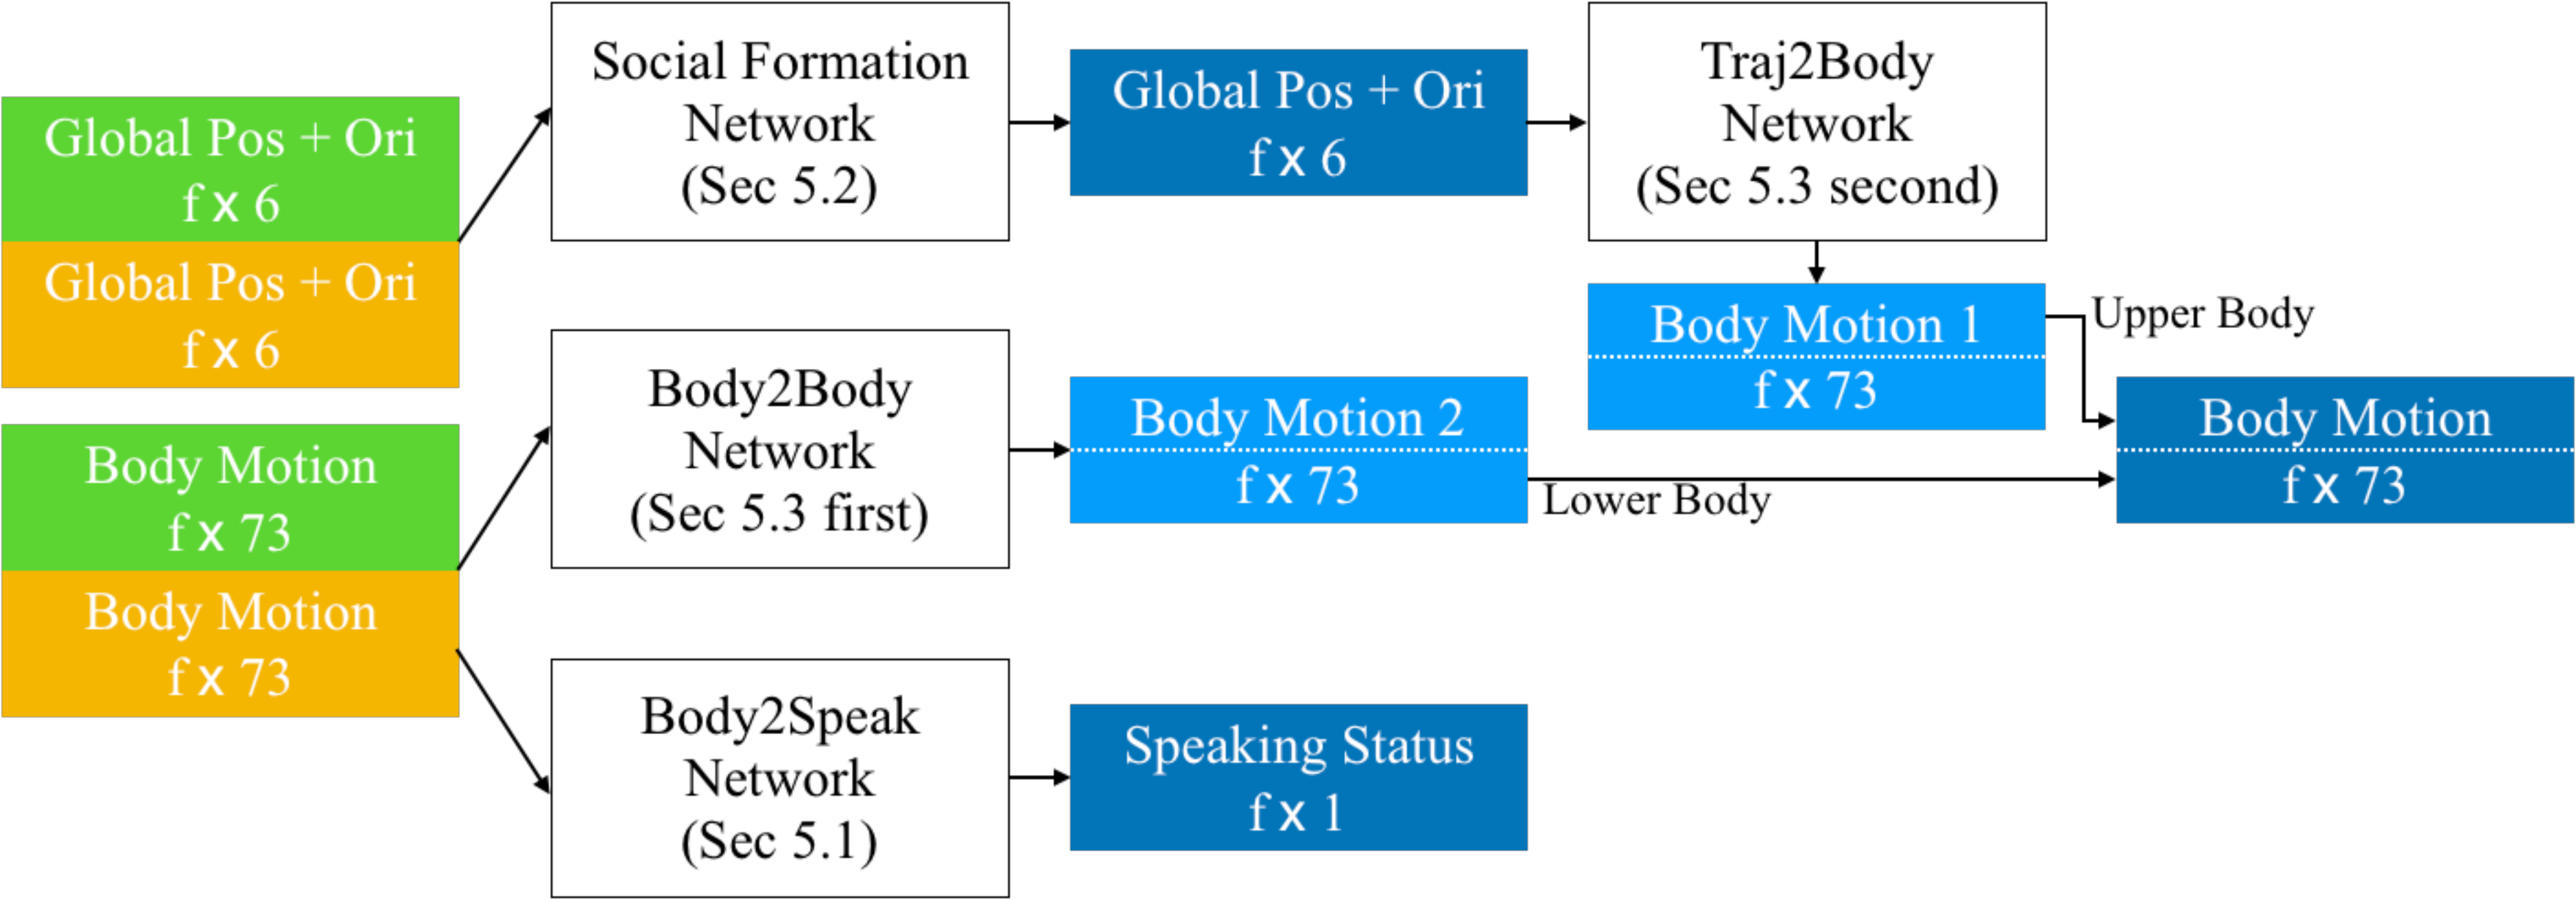 Global Pos + Ori
f x 6
Global Pos + Ori
f x 6
Body Motion
f x 73
Body Motion
f x 73
Social Formation
Network
(Sec 5.2)
Body2Body
Network
(Sec 5.3 first)
Body2Speak
Network
(Sec 5.1)
Global Pos + Ori
f x 6
Body Motion 2
f x 73
Speaking Status
f x 1
Traj2Body
Network
(Sec 5.3 second)
Body Motion 1
f x 73
Upper Body
Lower Body
Body Motion
f x 73